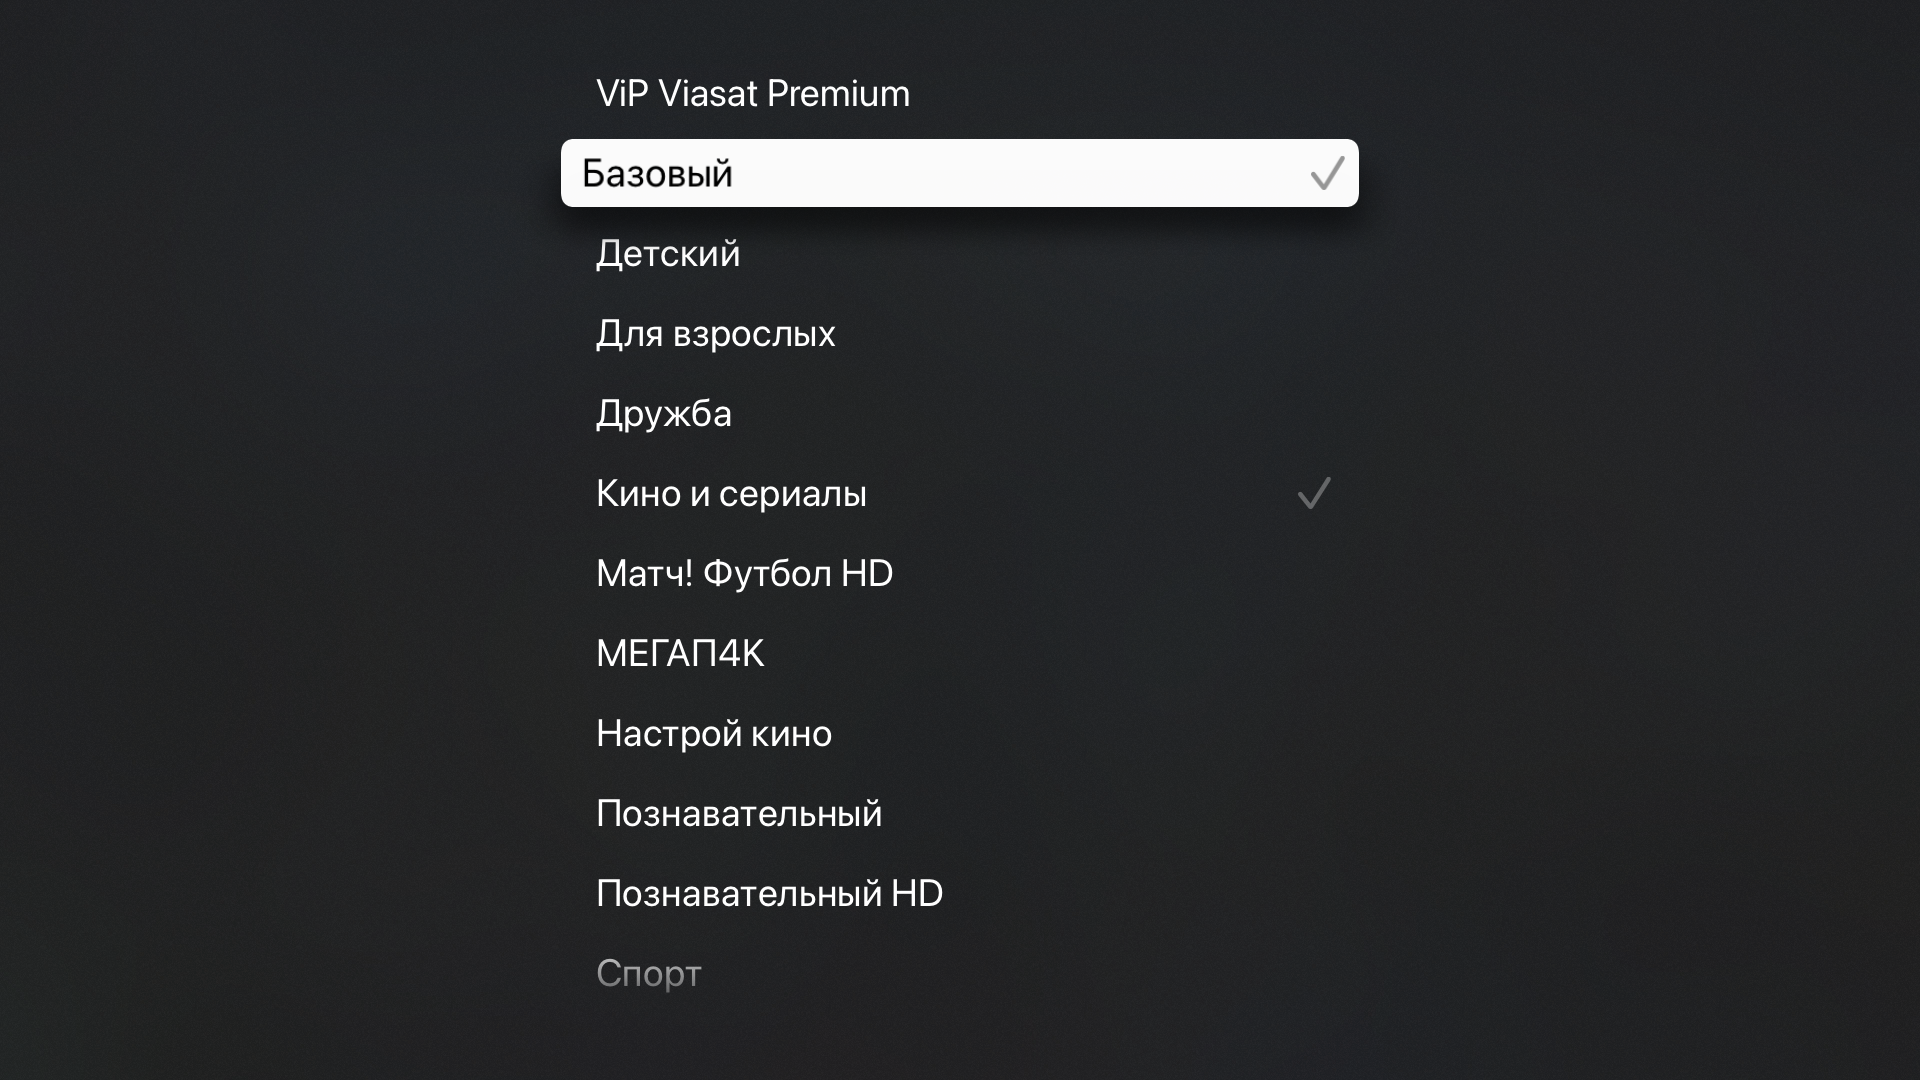 ViP Viasat Premium
Базовый
Детский
Для взрослых
Дружба
Кино и сериалы
Матч! Футбол HD
МЕГАП4К
Настрой кино
Познавательный
Познавательный HD
Спорт